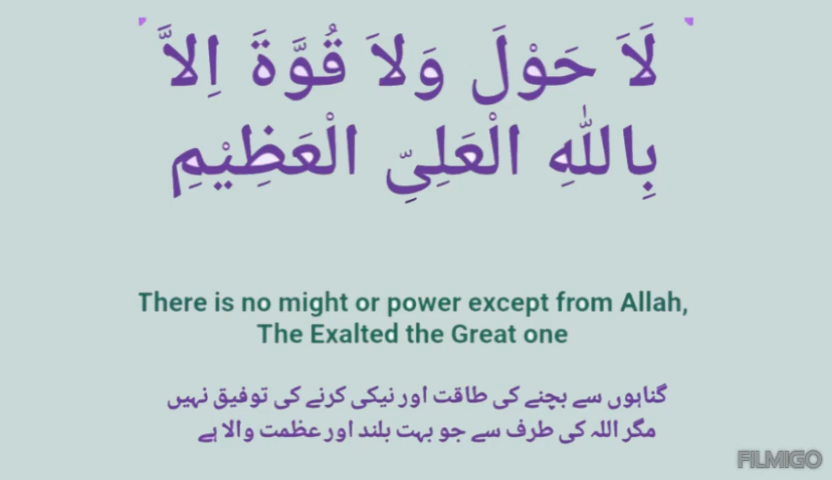 لَاَ حَوْلَ وَلاَ قُوَّةَ اِلاَّ
بِاللّٰهِ الْعَلِىِّ الْعَظِيْمِ
There is no might or power except from Allah,
The Exalted the Great one
گناہوں سے بچنے کی طاقت اور نیکی کرنے کی توفیق نہیں
مگر اللہ کی طرف سے جو بہت بلند اور عظمت والا ہے
FILMIGO